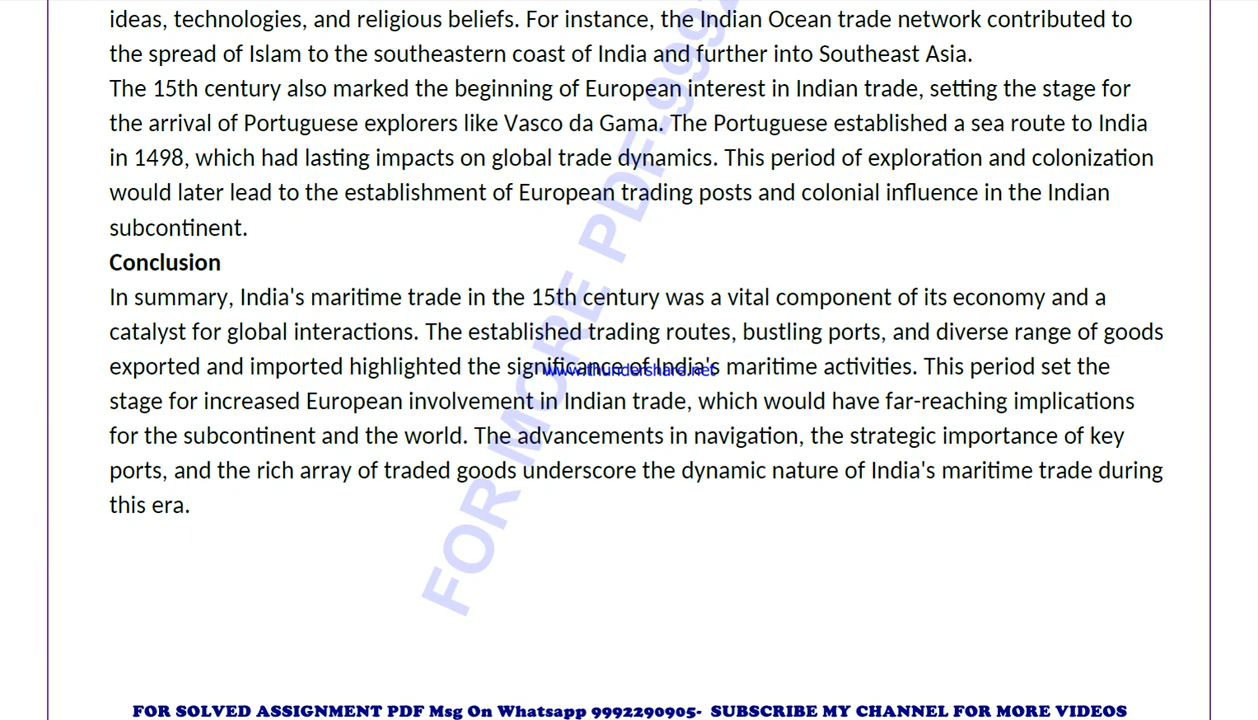 ideas, technologies, and religious beliefs. For instance, the Indian Ocean trade network contributed to
the spread of Islam to the southeastern coast of India and further into Southeast Asia.
The 15th century also marked the beginning of European interest in Indian trade, setting the stage for
the arrival of Portuguese explorers like Vasco da Gama. The Portuguese established a sea route to India
in 1498, which had lasting impacts on global trade dynamics. This period of exploration and colonization
would later lead to the establishment of European trading posts and colonial influence in the Indian
subcontinent.
Conclusion
In summary, India's maritime trade in the 15th century was a vital component of its economy and a
catalyst for global interactions. The established trading routes, bustling ports, and diverse range of goods
exported and imported highlighted the significance of India's maritime activities. This period set the
www.thundershare.net
stage for increased European involvement in Indian trade, which would have far-reaching implications
for the subcontinent and the world. The advancements in navigation, the strategic importance of key
ports, and the rich array of traded goods underscore the dynamic nature of India's maritime trade during
this era.
FOR MORE PDF-999
FOR SOLVED ASSIGNMENT PDF Msg On Whatsapp 9992290905- SUBSCRIBE MY CHANNEL FOR MORE VIDEOS